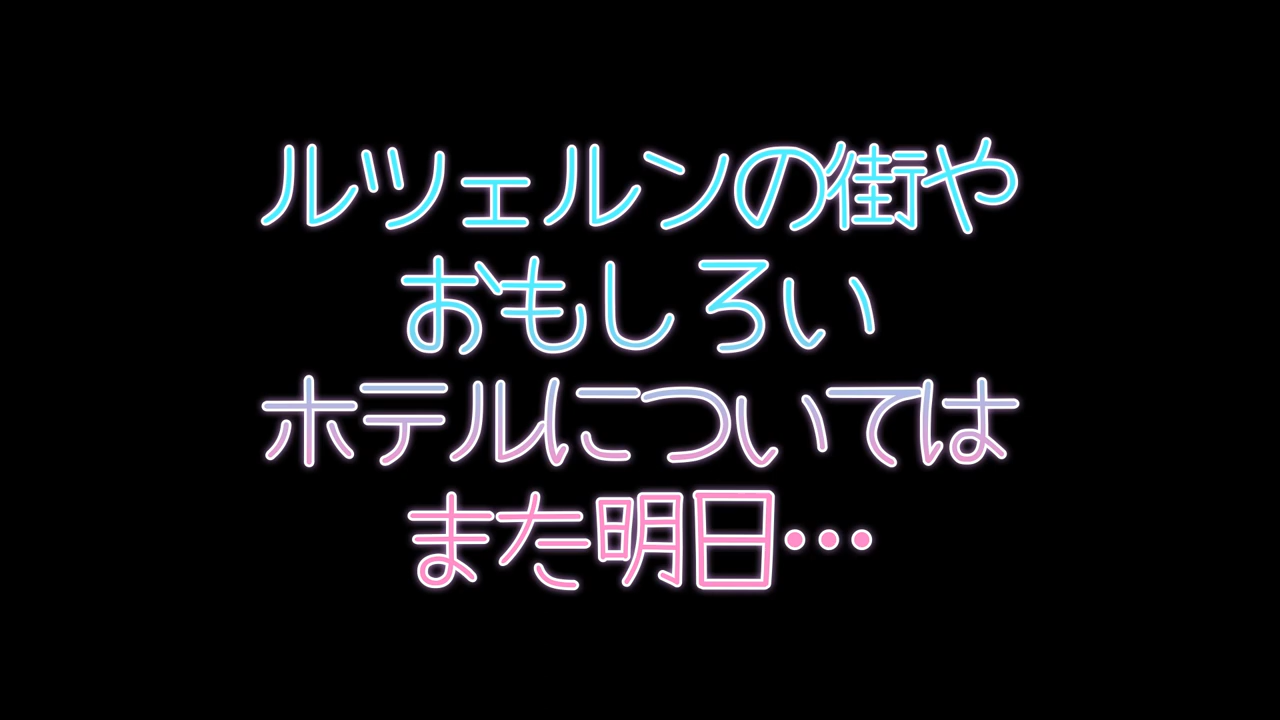 ルツェルンの街や
おもしろい
ホテルについては
また明日…